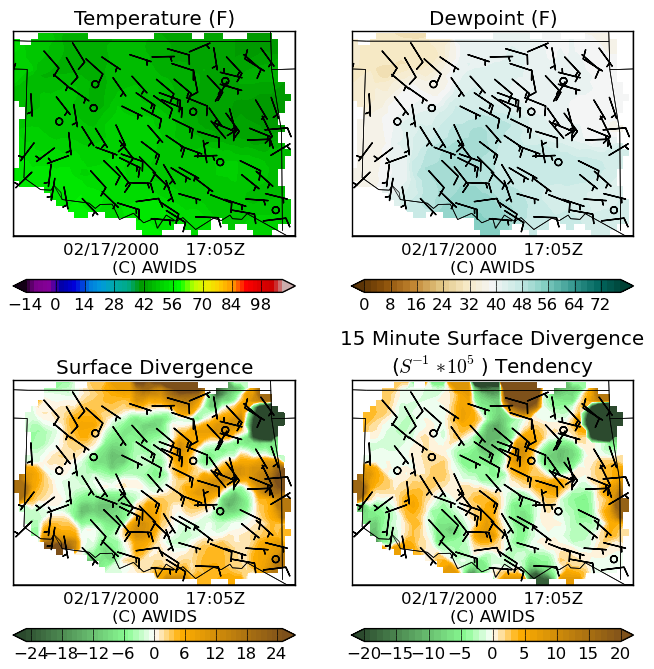 Temperature (F)
Dewpoint (F)
02/17/2000 17:05Z
(C) AWIDS
02/17/2000 17:05Z
(C) AWIDS
−14 0 14 28 42 56 70 84 98
0 8 16 24 32 40 48 56 64 72
Surface Divergence
15 Minute Surface Divergence
(S⁻¹ *10⁵ ) Tendency
02/17/2000 17:05Z
(C) AWIDS
02/17/2000 17:05Z
(C) AWIDS
−24 −18 −12 −6 0 6 12 18 24
−20 −15 −10 −5 0 5 10 15 20